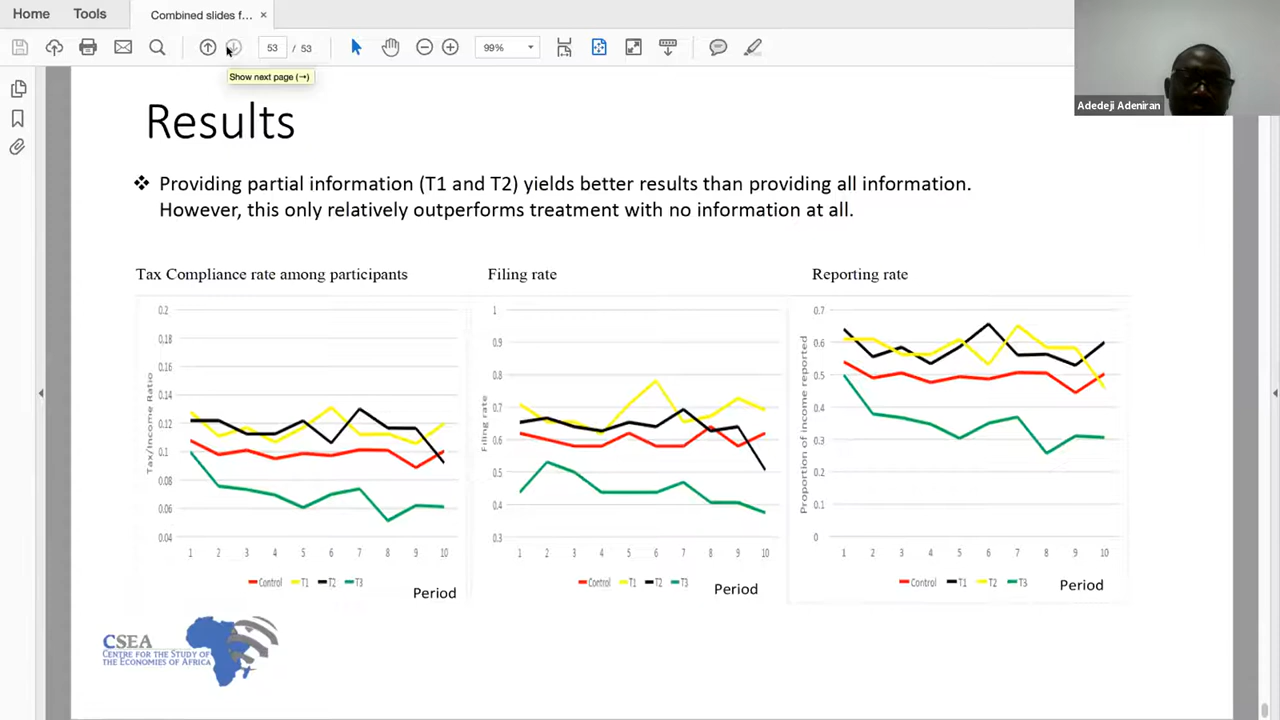 Home
Tools
Combined slides f...
×
53 / 53
99%
Show next page (→)
Adedeji Adeniran
Results
❖ Providing partial information (T1 and T2) yields better results than providing all information.
However, this only relatively outperforms treatment with no information at all.
Tax Compliance rate among participants
Filing rate
Reporting rate
Tax/Income Ratio
0.2
0.18
0.16
0.14
0.12
0.1
0.08
0.06
0.04
1 2 3 4 5 6 7 8 9 10
Control T1 T2 T3
Period
Filing rate
1
0.9
0.8
0.7
0.6
0.5
0.4
0.3
1 2 3 4 5 6 7 8 9 10
Control T1 T2 T3
Period
Proportion of income reported
0.7
0.6
0.5
0.4
0.3
0.2
0.1
0
1 2 3 4 5 6 7 8 9 10
Control T1 T2 T3
Period
CSEA
CENTRE FOR THE STUDY OF
THE ECONOMIES OF AFRICA